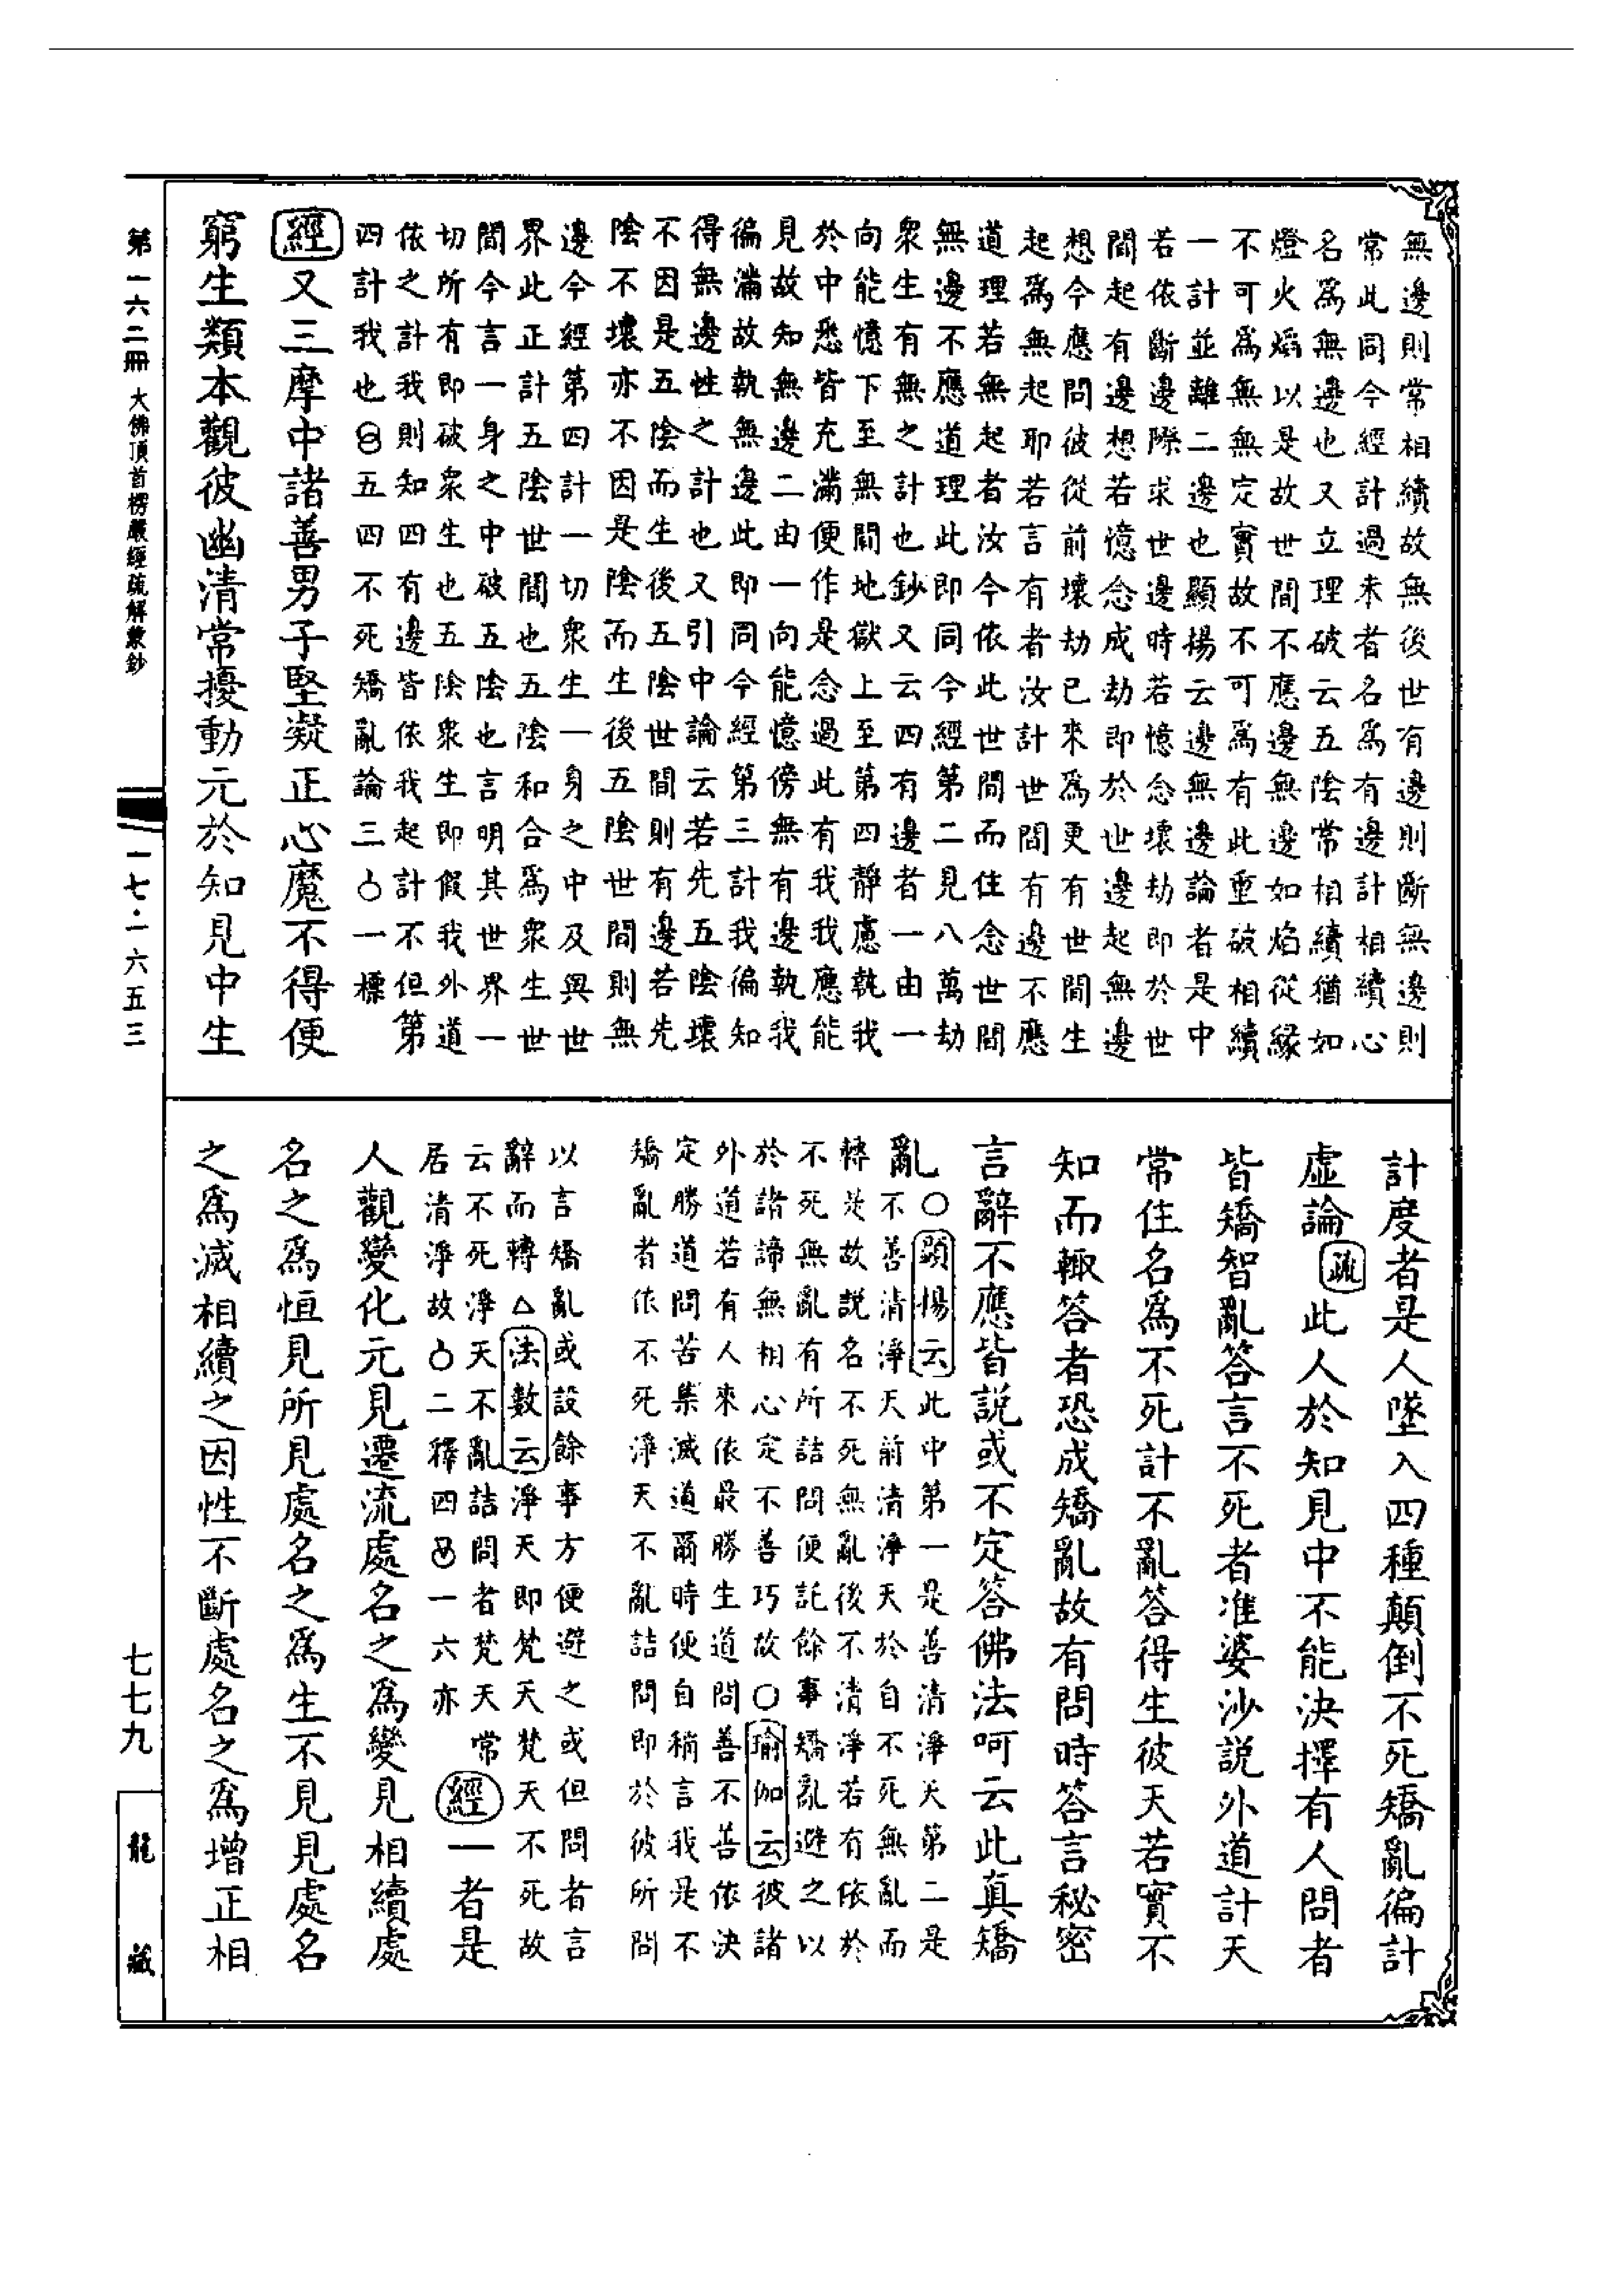 無邊則常相續故無後世有邊則斷無邊則
常此同今經計過未者名爲有邊計相續心
名爲無邊也又立理破云五陰常相續猶如
燈火焰以是故世間不應邊無邊如焰從緣
不可爲無無定實故不可爲有此重破相續
一計並離二邊也顯揚云邊無邊論者是中
若依斷邊際求世邊時若憶念壞劫即於世
間起有邊想若憶念成劫即於世邊起無邊
想今應問彼從前壞劫已來爲更有世間生
起爲無起耶若言有者汝計世間有邊不應
道理若無起者汝今依此世間而住念世間
無邊不應道理此即同今經第二見八萬劫
衆生有無之計也鈔又云四有邊者一由一
向能憶下至無間地獄上至第四靜慮執我
於中悉皆充滿便作是念過此有我我應能
見故知無邊二由一向能憶傍無有邊執我
徧滿故執無邊此即同今經第三計我徧知
得無邊性之計也又引中論云若先五陰壞
不因是五陰而生後五陰世間則有邊若先
陰不壞亦不因是陰而生後五陰世間則無
邊今經第四計一切衆生一身之中及與世
界此正計五陰世間也五陰和合爲衆生世
間今言一身之中破五陰也言明其世界一
切所有即破衆生也五陰衆生即假我外道
依之計我則知四有邊皆依我起計不但第
四計我也五四不死矯亂論三一標
經又三摩中諸善男子堅凝正心魔不得便
窮生類本觀彼幽清常擾動元於知見中生
計度者是人墜入四種顛倒不死矯亂徧計
虛論疏此人於知見中不能決擇有人問者
皆矯智亂答言不死者准婆沙説外道計天
常住名爲不死計不亂答得生彼天若實不
知而輙答者恐成矯亂故有問時答言秘密
言辭不應皆説或不定答佛法呵云此真矯
亂○顯揚云此中第一是善清淨天第二是
不善清淨天前清淨天於自不死無亂而
轉是故説名不死無亂後不清淨若有依於
不死無亂有所詰問便託餘事矯亂避之以
於諸諦無相心定不善巧故○瑜伽云彼諸
外道若有人來依最勝生道問善不善依決
定勝道問苦集滅道爾時便自稱言我是不
矯亂者依不死淨天不亂詰問即於彼所問
以言矯亂或設餘事方便避之或但問者言
辭而轉△法數云淨天即梵天梵天不死故
云不死淨天不亂詰問者梵天常
居清淨故二釋四一六亦經一者是
人觀變化元見遷流處名之爲變見相續處
名之爲恒見所見處名之爲生不見見處名
之爲滅相續之因性不斷處名之爲增正相
第一六二冊 大佛頂首楞嚴經疏解蒙鈔
一七·一六五三
七七九
龍藏